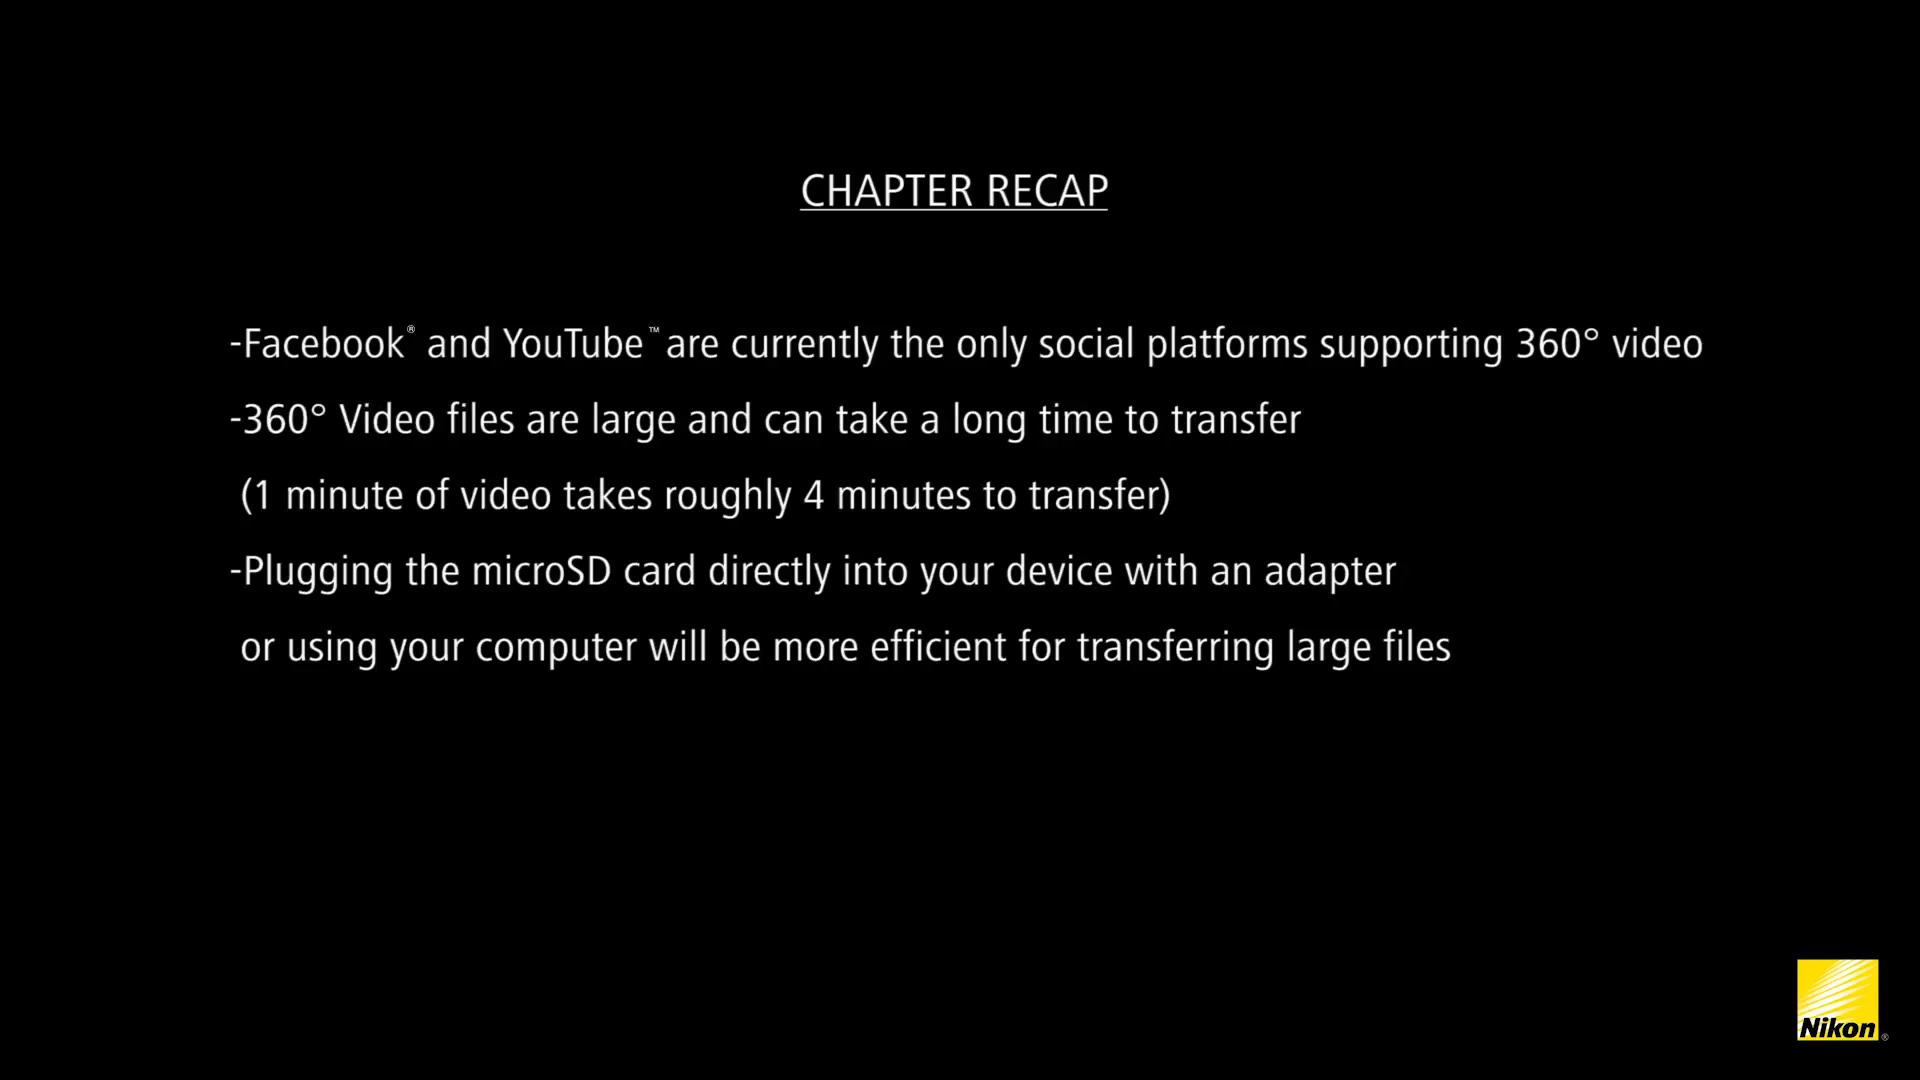 CHAPTER RECAP
-Facebook® and YouTube™ are currently the only social platforms supporting 360° video
-360° Video files are large and can take a long time to transfer
(1 minute of video takes roughly 4 minutes to transfer)
-Plugging the microSD card directly into your device with an adapter
or using your computer will be more efficient for transferring large files
Nikon®